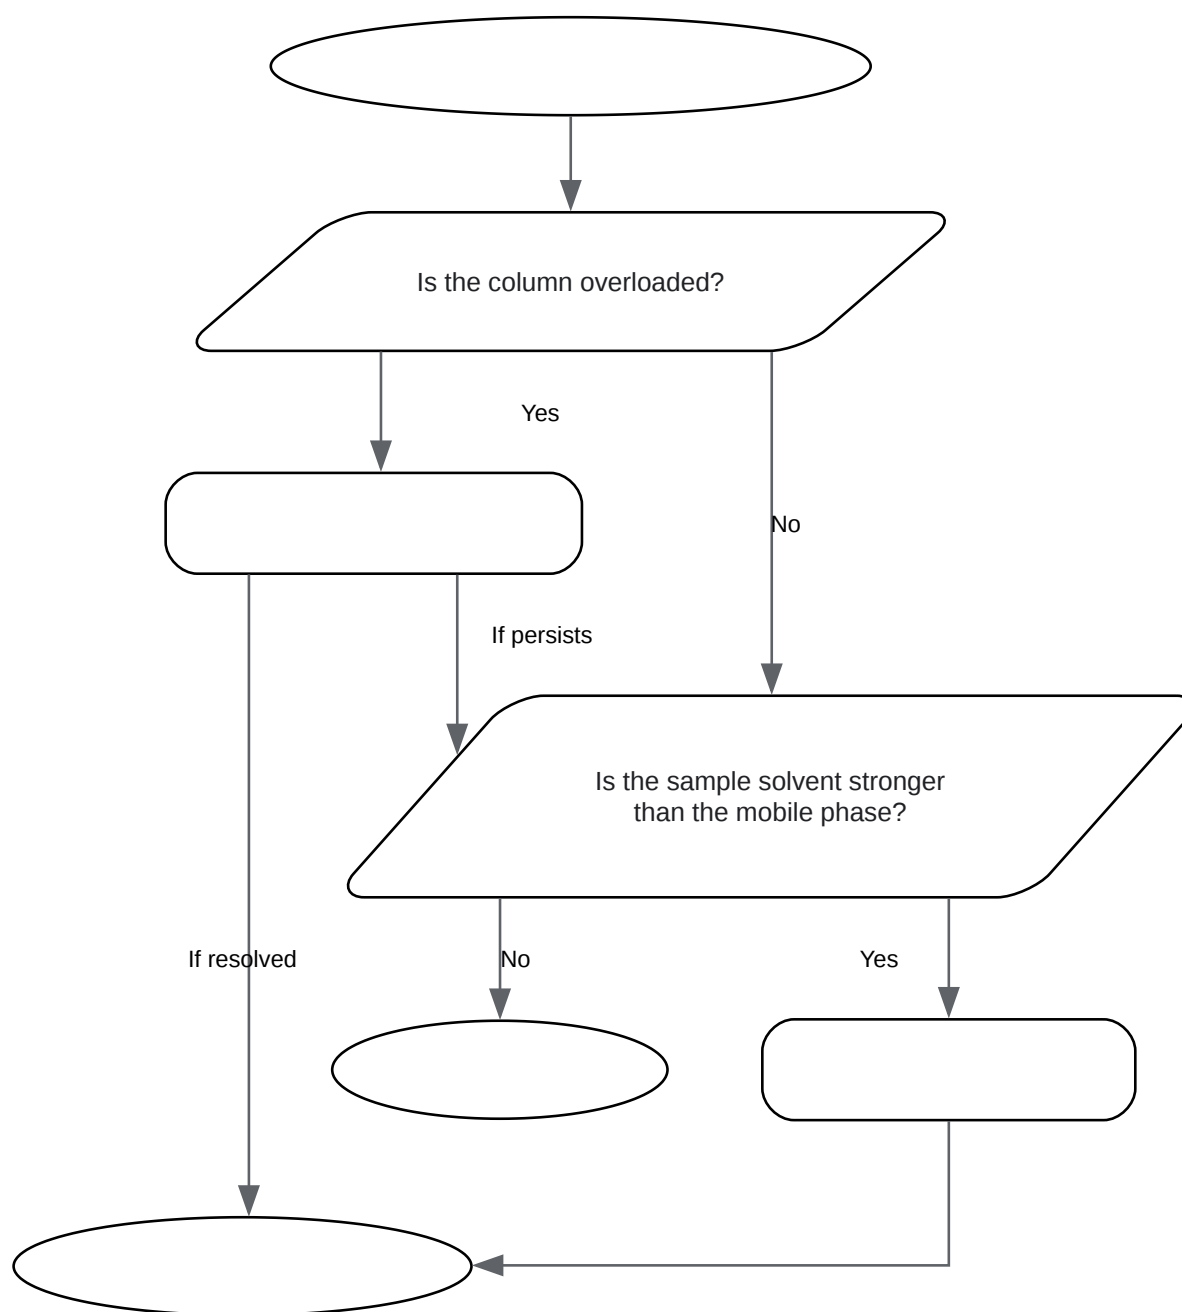 Is the column overloaded?
Yes
No
If persists
Is the sample solvent stronger
than the mobile phase?
If resolved
No
Yes